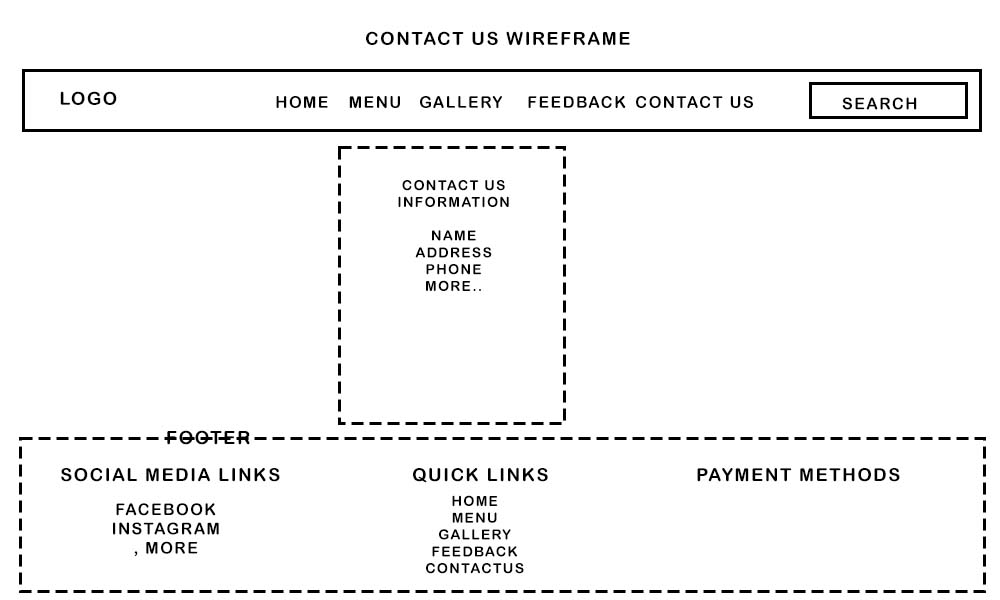 CONTACT US WIREFRAME
LOGO HOME MENU GALLERY FEEDBACK CONTACT US SEARCH
CONTACT US
INFORMATION
NAME
ADDRESS
PHONE
MORE..
FOOTER
SOCIAL MEDIA LINKS
FACEBOOK
INSTAGRAM
, MORE
QUICK LINKS
HOME
MENU
GALLERY
FEEDBACK
CONTACTUS
PAYMENT METHODS